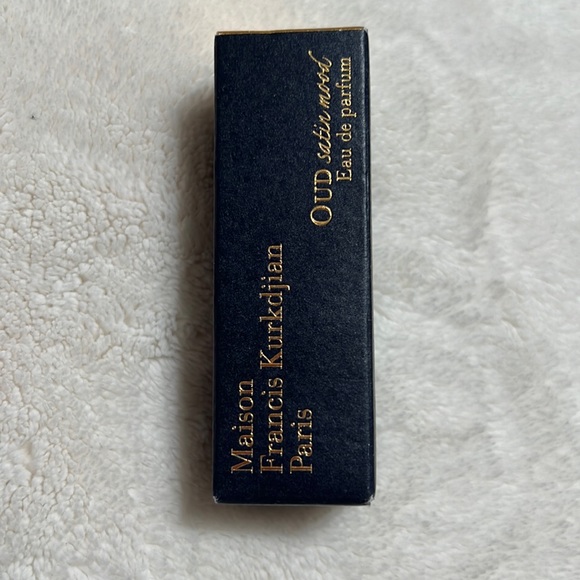 Maison
Francis Kurkdjian
Paris
OUD satin mood
Eau de parfum